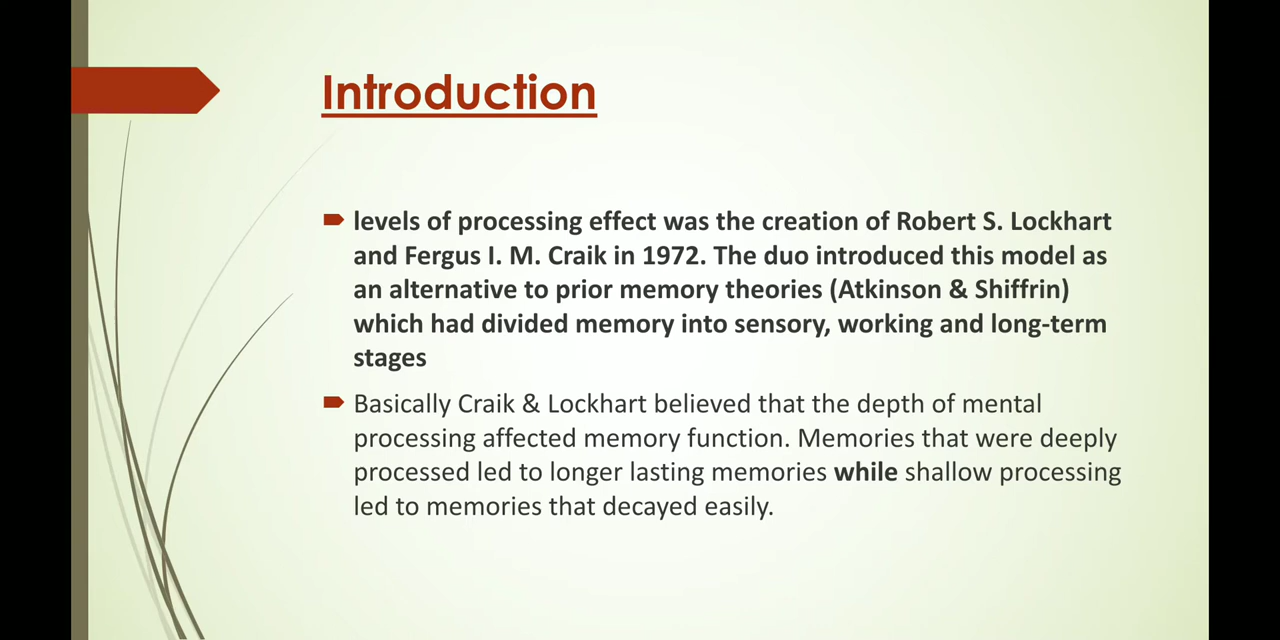 Introduction
levels of processing effect was the creation of Robert S. Lockhart
and Fergus I. M. Craik in 1972. The duo introduced this model as
an alternative to prior memory theories (Atkinson & Shiffrin)
which had divided memory into sensory, working and long-term
stages
Basically Craik & Lockhart believed that the depth of mental
processing affected memory function. Memories that were deeply
processed led to longer lasting memories while shallow processing
led to memories that decayed easily.